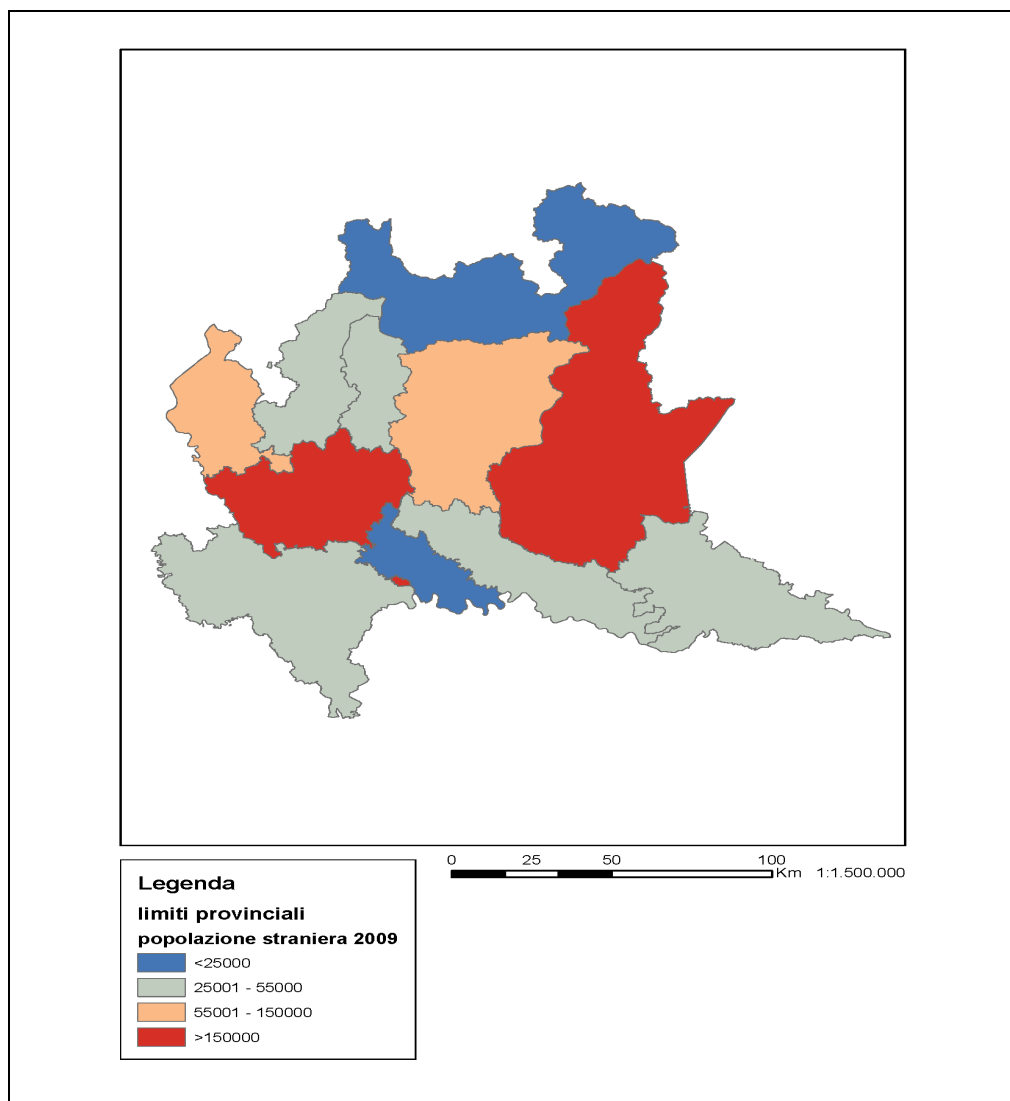 0 25 50 100
Km 1:1.500.000
Legenda
limiti provinciali
popolazione straniera 2009
<25000
25001 - 55000
55001 - 150000
>150000